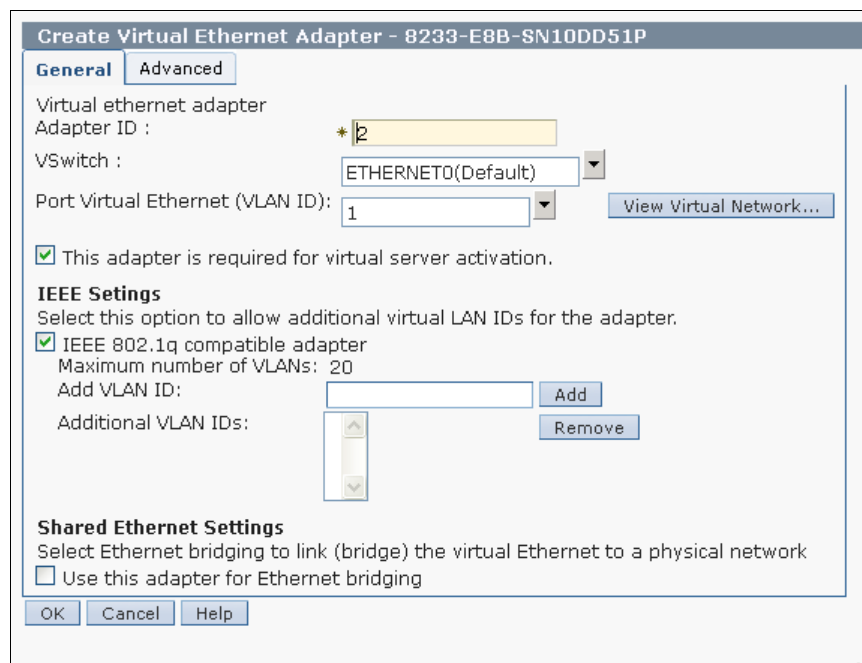 Create Virtual Ethernet Adapter - 8233-E8B-SN10DD51P
General Advanced
Virtual ethernet adapter
Adapter ID : * 2
VSwitch : ETHERNET0(Default)
Port Virtual Ethernet (VLAN ID): 1 View Virtual Network...
This adapter is required for virtual server activation.
IEEE Setings
Select this option to allow additional virtual LAN IDs for the adapter.
IEEE 802.1q compatible adapter
Maximum number of VLANs: 20
Add VLAN ID: Add
Additional VLAN IDs: Remove
Shared Ethernet Settings
Select Ethernet bridging to link (bridge) the virtual Ethernet to a physical network
Use this adapter for Ethernet bridging
OK Cancel Help